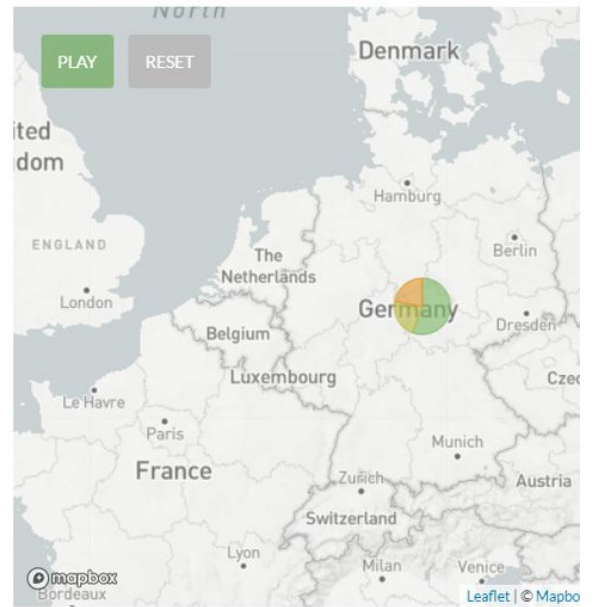 North
PLAY
RESET
Denmark
ited
dom
Hamburg
ENGLAND
The
Netherlands
Berlin
London
Germany
Dresden
Belgium
Luxembourg
Czec
Le Havre
Paris
France
Munich
Zurich
Austria
Switzerland
Lyon
Milan
Venice
mapbox
Bordeaux
Leaflet | © Mapbo